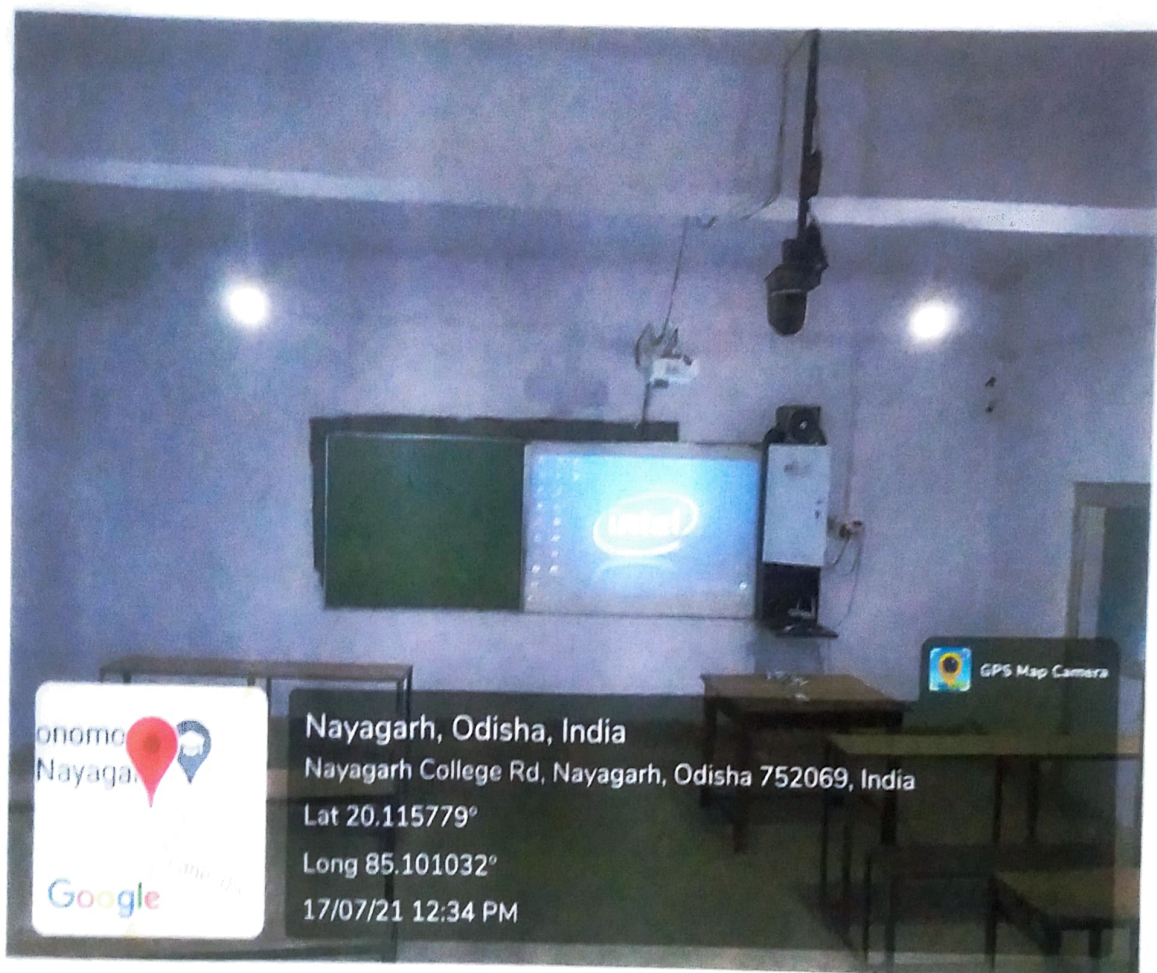 intel
GPS Map Camera
onomo
Nayaga
Google
Nayagarh, Odisha, India
Nayagarh College Rd, Nayagarh, Odisha 752069, India
Lat 20.115779°
Long 85.101032°
17/07/21 12:34 PM